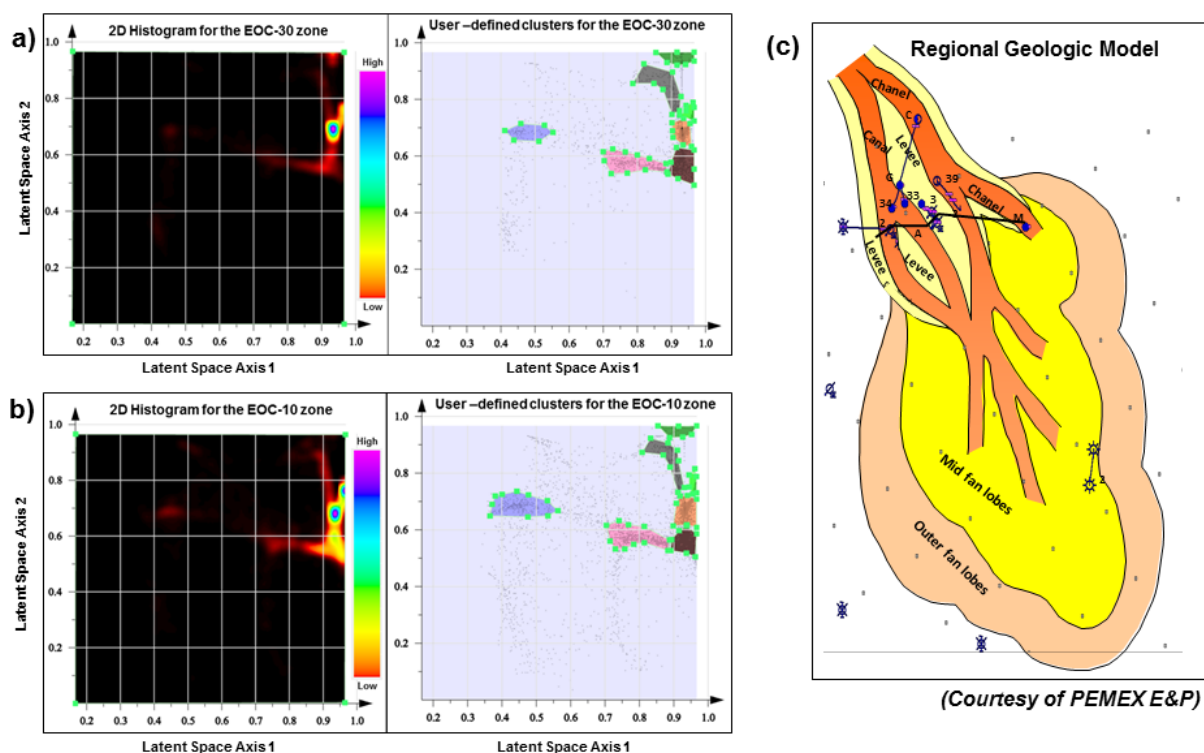 a)
2D Histogram for the EOC-30 zone
1.0
0.8
0.6
0.4
0.2
Latent Space Axis 2
0.2 0.3 0.4 0.5 0.6 0.7 0.8 0.9 1.0
Latent Space Axis 1
High
Low
User –defined clusters for the EOC-30 zone
1.0
0.8
0.6
0.4
0.2
0.2 0.3 0.4 0.5 0.6 0.7 0.8 0.9 1.0
Latent Space Axis 1
b)
2D Histogram for the EOC-10 zone
1.0
0.8
0.6
0.4
0.2
Latent Space Axis 2
0.2 0.3 0.4 0.5 0.6 0.7 0.8 0.9 1.0
Latent Space Axis 1
High
Low
User –defined clusters for the EOC-10 zone
1.0
0.8
0.6
0.4
0.2
0.2 0.3 0.4 0.5 0.6 0.7 0.8 0.9 1.0
Latent Space Axis 1
(c)
Regional Geologic Model
Chanel
C
Canal
Levee
G
39
33
34
3
Chanel
M
2
A
Levee
Levee
Mid fan lobes
2
Outer fan lobes
(Courtesy of PEMEX E&P)